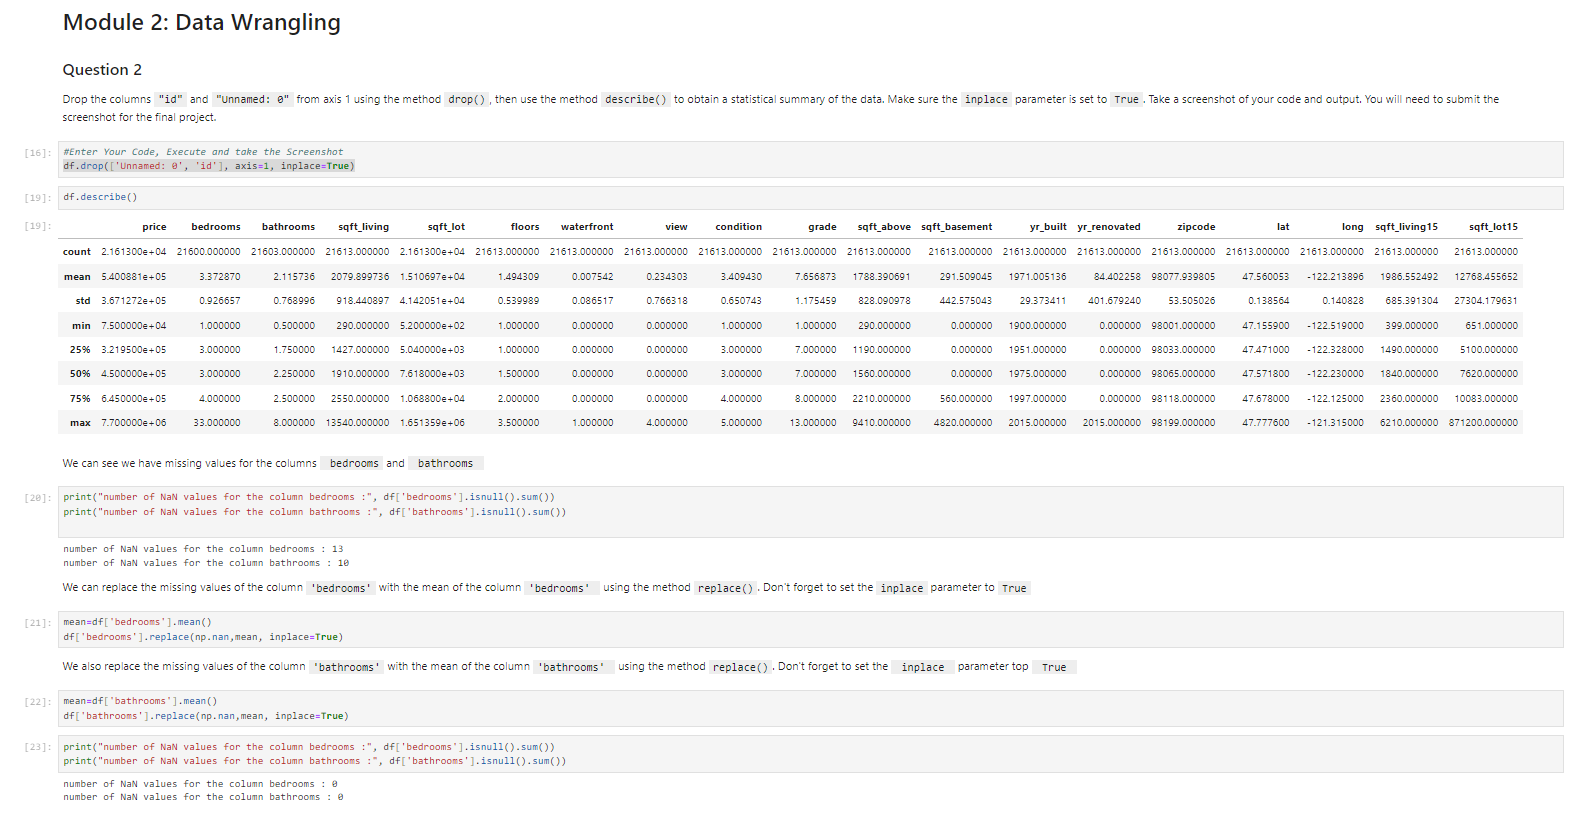 Module 2: Data Wrangling
Question 2
Drop the columns "id" and "Unnamed: 0" from axis 1 using the method drop() , then use the method describe() to obtain a statistical summary of the data. Make sure the inplace parameter is set to True . Take a screenshot of your code and output. You will need to submit the
screenshot for the final project.
[16]: #Enter Your Code, Execute and take the Screenshot
df.drop(['Unnamed: 0', 'id'], axis=1, inplace=True)
[19]: df.describe()
[19]: price bedrooms bathrooms sqft_living sqft_lot floors waterfront view condition grade sqft_above sqft_basement yr_built yr_renovated zipcode lat long sqft_living15 sqft_lot15
count 2.161300e+04 21600.000000 21603.000000 21613.000000 2.161300e+04 21613.000000 21613.000000 21613.000000 21613.000000 21613.000000 21613.000000 21613.000000 21613.000000 21613.000000 21613.000000 21613.000000 21613.000000 21613.000000 21613.000000
mean 5.400881e+05 3.372870 2.115736 2079.899736 1.510697e+04 1.494309 0.007542 0.234303 3.409430 7.656873 1788.390691 291.509045 1971.005136 84.402258 98077.939805 47.560053 -122.213896 1986.552492 12768.455652
std 3.671272e+05 0.926657 0.768996 918.440897 4.142051e+04 0.539989 0.086517 0.766318 0.650743 1.175459 828.090978 442.575043 29.373411 401.679240 53.505026 0.138564 0.140828 685.391304 27304.179631
min 7.500000e+04 1.000000 0.500000 290.000000 5.200000e+02 1.000000 0.000000 0.000000 1.000000 1.000000 290.000000 0.000000 1900.000000 0.000000 98001.000000 47.155900 -122.519000 399.000000 651.000000
25% 3.219500e+05 3.000000 1.750000 1427.000000 5.040000e+03 1.000000 0.000000 0.000000 3.000000 7.000000 1190.000000 0.000000 1951.000000 0.000000 98033.000000 47.471000 -122.328000 1490.000000 5100.000000
50% 4.500000e+05 3.000000 2.250000 1910.000000 7.618000e+03 1.500000 0.000000 0.000000 3.000000 7.000000 1560.000000 0.000000 1975.000000 0.000000 98065.000000 47.571800 -122.230000 1840.000000 7620.000000
75% 6.450000e+05 4.000000 2.500000 2550.000000 1.068800e+04 2.000000 0.000000 0.000000 4.000000 8.000000 2210.000000 560.000000 1997.000000 0.000000 98118.000000 47.678000 -122.125000 2360.000000 10083.000000
max 7.700000e+06 33.000000 8.000000 13540.000000 1.651359e+06 3.500000 1.000000 4.000000 5.000000 13.000000 9410.000000 4820.000000 2015.000000 2015.000000 98199.000000 47.777600 -121.315000 6210.000000 871200.000000
We can see we have missing values for the columns bedrooms and bathrooms
[20]: print("number of NaN values for the column bedrooms :", df['bedrooms'].isnull().sum())
print("number of NaN values for the column bathrooms :", df['bathrooms'].isnull().sum())
number of NaN values for the column bedrooms : 13
number of NaN values for the column bathrooms : 10
We can replace the missing values of the column 'bedrooms' with the mean of the column 'bedrooms' using the method replace() . Don't forget to set the inplace parameter to True
[21]: mean=df['bedrooms'].mean()
df['bedrooms'].replace(np.nan,mean, inplace=True)
We also replace the missing values of the column 'bathrooms' with the mean of the column 'bathrooms' using the method replace() . Don't forget to set the inplace parameter top True
[22]: mean=df['bathrooms'].mean()
df['bathrooms'].replace(np.nan,mean, inplace=True)
[23]: print("number of NaN values for the column bedrooms :", df['bedrooms'].isnull().sum())
print("number of NaN values for the column bathrooms :", df['bathrooms'].isnull().sum())
number of NaN values for the column bedrooms : 0
number of NaN values for the column bathrooms : 0